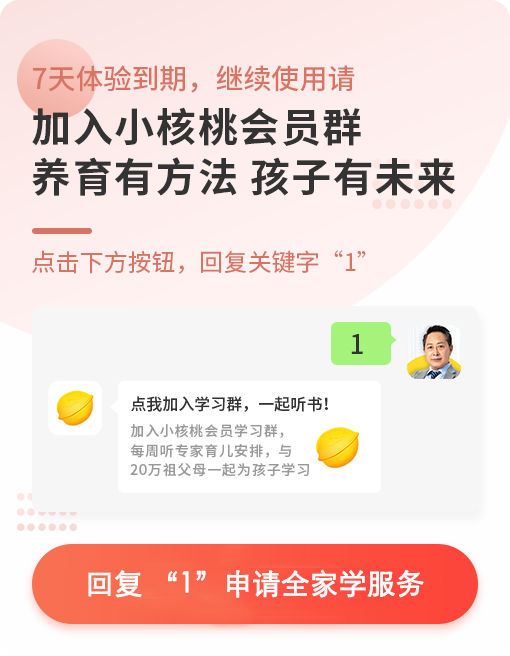 7天体验到期，继续使用请
加入小核桃会员群
养育有方法 孩子有未来
点击下方按钮，回复关键字“1”
1
点我加入学习群，一起听书！
加入小核桃会员学习群，
每周听专家育儿安排，与
20万祖父母一起为孩子学习
回复 “1” 申请全家学服务